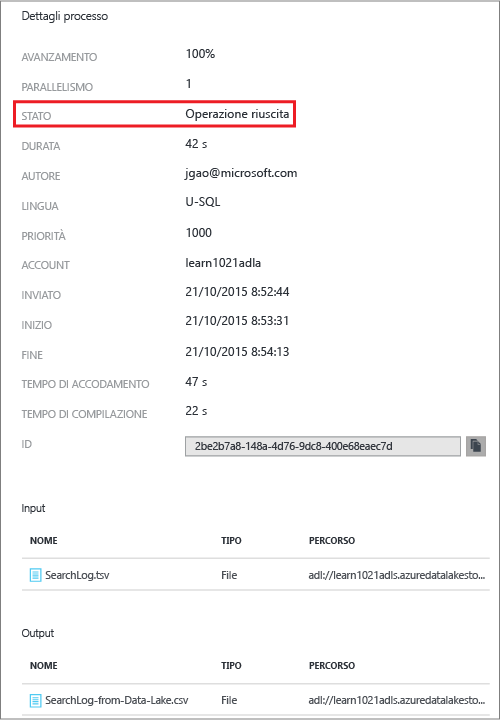 Dettagli processo
AVANZAMENTO 100%
PARALLELISMO 1
STATO Operazione riuscita
DURATA 42 s
AUTORE jgao@microsoft.com
LINGUA U-SQL
PRIORITÀ 1000
ACCOUNT learn1021adla
INVIATO 21/10/2015 8:52:44
INIZIO 21/10/2015 8:53:31
FINE 21/10/2015 8:54:13
TEMPO DI ACCODAMENTO 47 s
TEMPO DI COMPILAZIONE 22 s
ID 2be2b7a8-148a-4d76-9dc8-400e68eaec7d
Input
NOME TIPO PERCORSO
SearchLog.tsv File adl://learn1021adls.azuredatalakesto...
Output
NOME TIPO PERCORSO
SearchLog-from-Data-Lake.csv File adl://learn1021adls.azuredatalakesto...